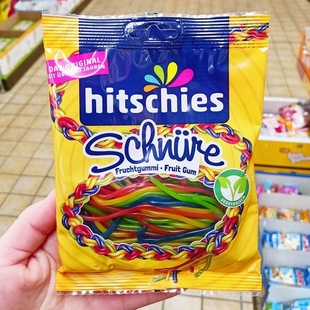 DAS ORIGINAL
hitschies
Schnüre
Fruchtgummi - Fruit Gum